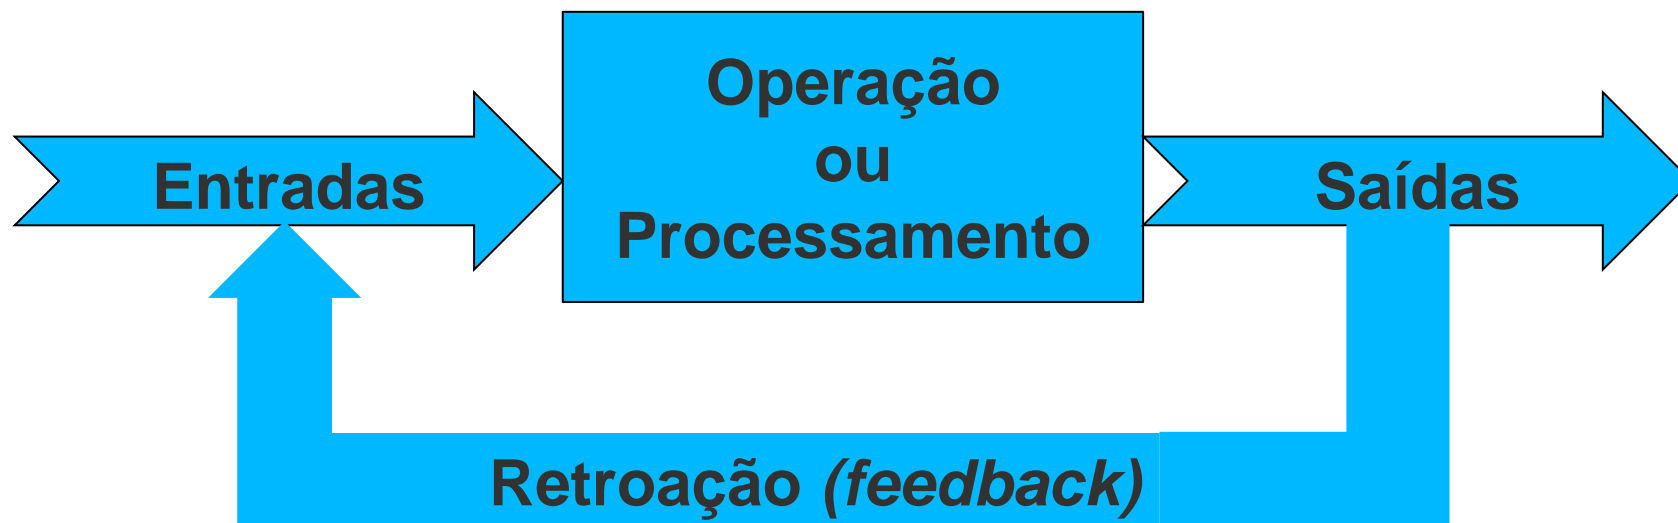 Operação
ou
Processamento
Entradas
Saídas
Retroação (feedback)